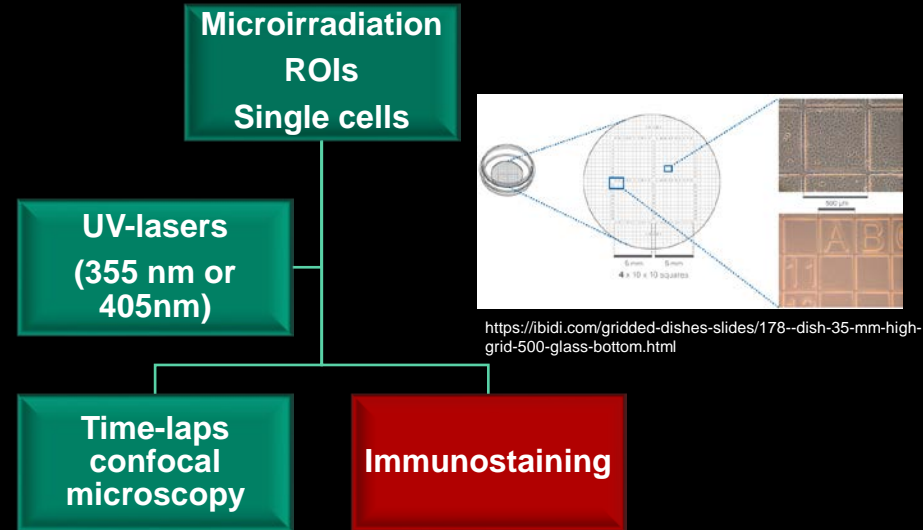 Microirradiation
ROIs
Single cells
UV-lasers
(355 nm or
405nm)
5 mm 5 mm
4 x 10 x 10 squares
500 µm
A B C
11
https://ibidi.com/gridded-dishes-slides/178--dish-35-mm-high-
grid-500-glass-bottom.html
Time-laps
confocal
microscopy
Immunostaining